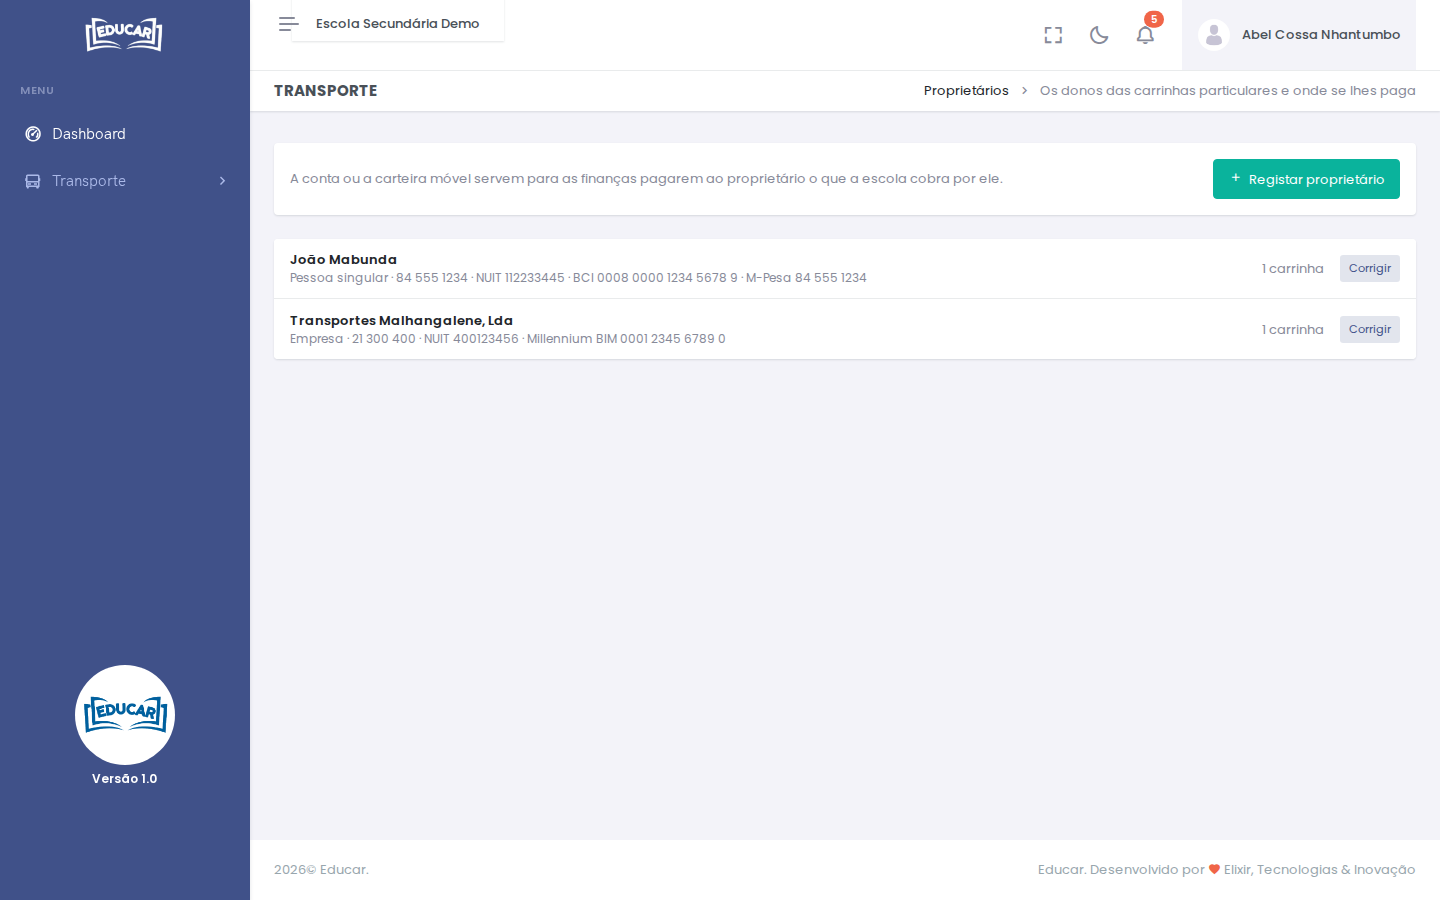 EDUCAR
MENU
Dashboard
Transporte
EDUCAR
Versão 1.0
Escola Secundária Demo
5
Abel Cossa Nhantumbo
TRANSPORTE
Proprietários > Os donos das carrinhas particulares e onde se lhes paga
A conta ou a carteira móvel servem para as finanças pagarem ao proprietário o que a escola cobra por ele.
+ Registar proprietário
João Mabunda
Pessoa singular · 84 555 1234 · NUIT 112233445 · BCI 0008 0000 1234 5678 9 · M-Pesa 84 555 1234
1 carrinha
Corrigir
Transportes Malhangalene, Lda
Empresa · 21 300 400 · NUIT 400123456 · Millennium BIM 0001 2345 6789 0
1 carrinha
Corrigir
2026© Educar.
Educar. Desenvolvido por Elixir, Tecnologias & Inovação